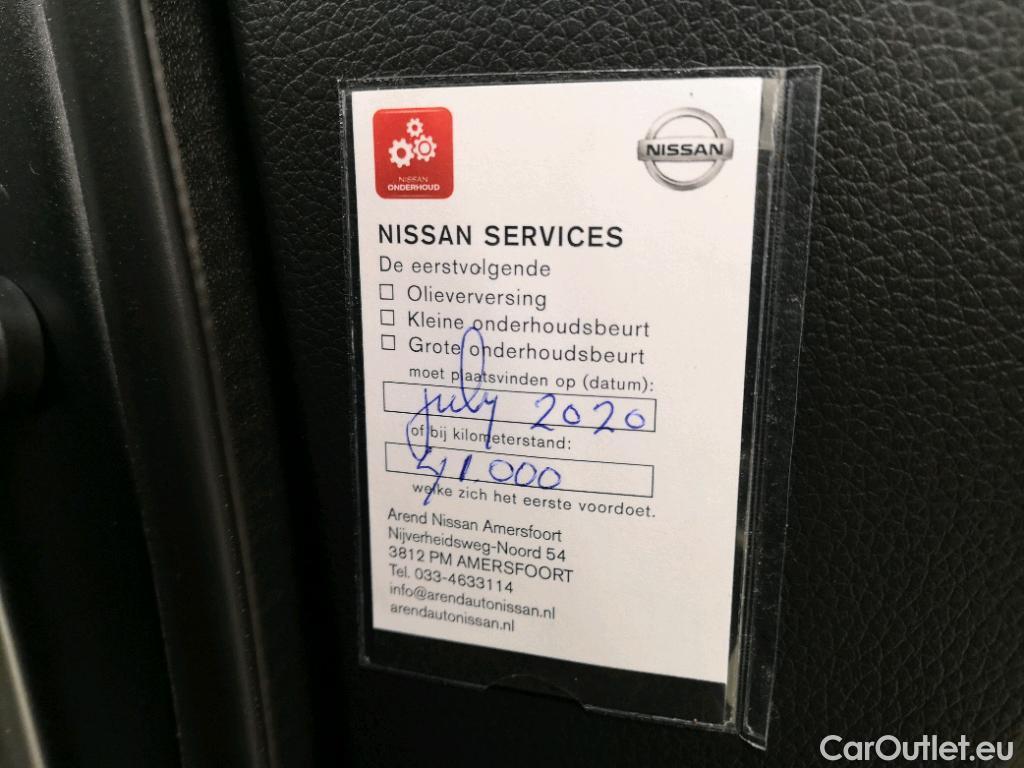 NISSAN
ONDERHOUD
NISSAN
NISSAN SERVICES
De eerstvolgende
Olieverversing
Kleine onderhoudsbeurt
Grote onderhoudsbeurt
moet plaatsvinden op (datum):
july 2020
of bij kilometerstand:
41.000
welke zich het eerste voordoet.
Arend Nissan Amersfoort
Nijverheidsweg-Noord 54
3812 PM AMERSFOORT
Tel. 033-4633114
info@arendautonissan.nl
arendautonissan.nl
CarOutlet.eu